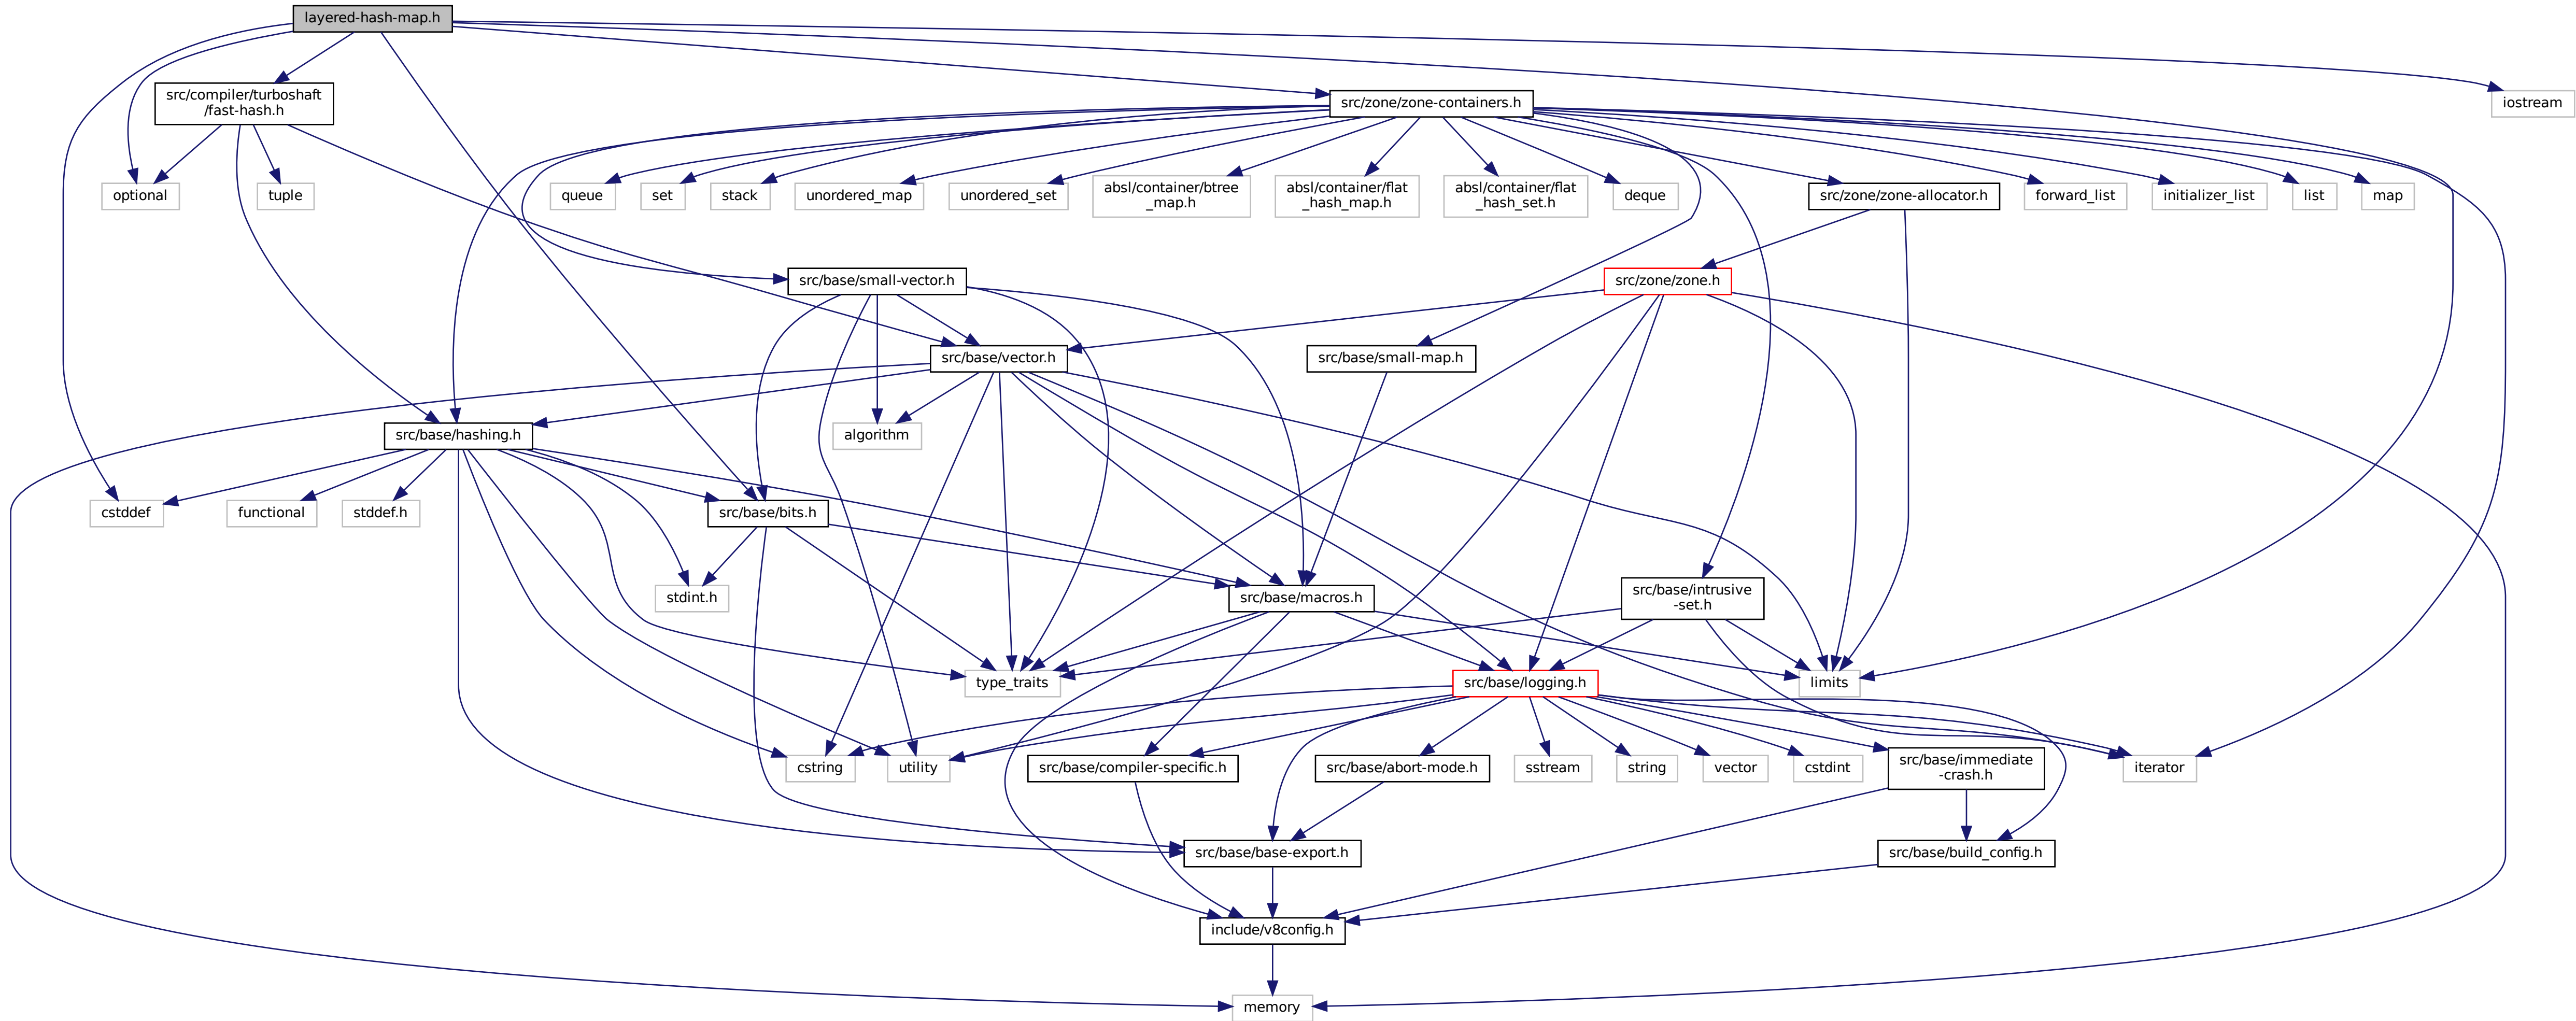 layered-hash-map.h
src/compiler/turboshaft
/fast-hash.h
src/zone/zone-containers.h
iostream
optional
tuple
queue
set
stack
unordered_map
unordered_set
absl/container/btree
_map.h
absl/container/flat
_hash_map.h
absl/container/flat
_hash_set.h
deque
src/zone/zone-allocator.h
forward_list
initializer_list
list
map
src/base/small-vector.h
src/zone/zone.h
src/base/vector.h
src/base/small-map.h
src/base/hashing.h
algorithm
cstddef
functional
stddef.h
src/base/bits.h
stdint.h
src/base/macros.h
src/base/intrusive
-set.h
type_traits
src/base/logging.h
limits
cstring
utility
src/base/compiler-specific.h
src/base/abort-mode.h
sstream
string
vector
cstdint
src/base/immediate
-crash.h
iterator
src/base/base-export.h
src/base/build_config.h
include/v8config.h
memory